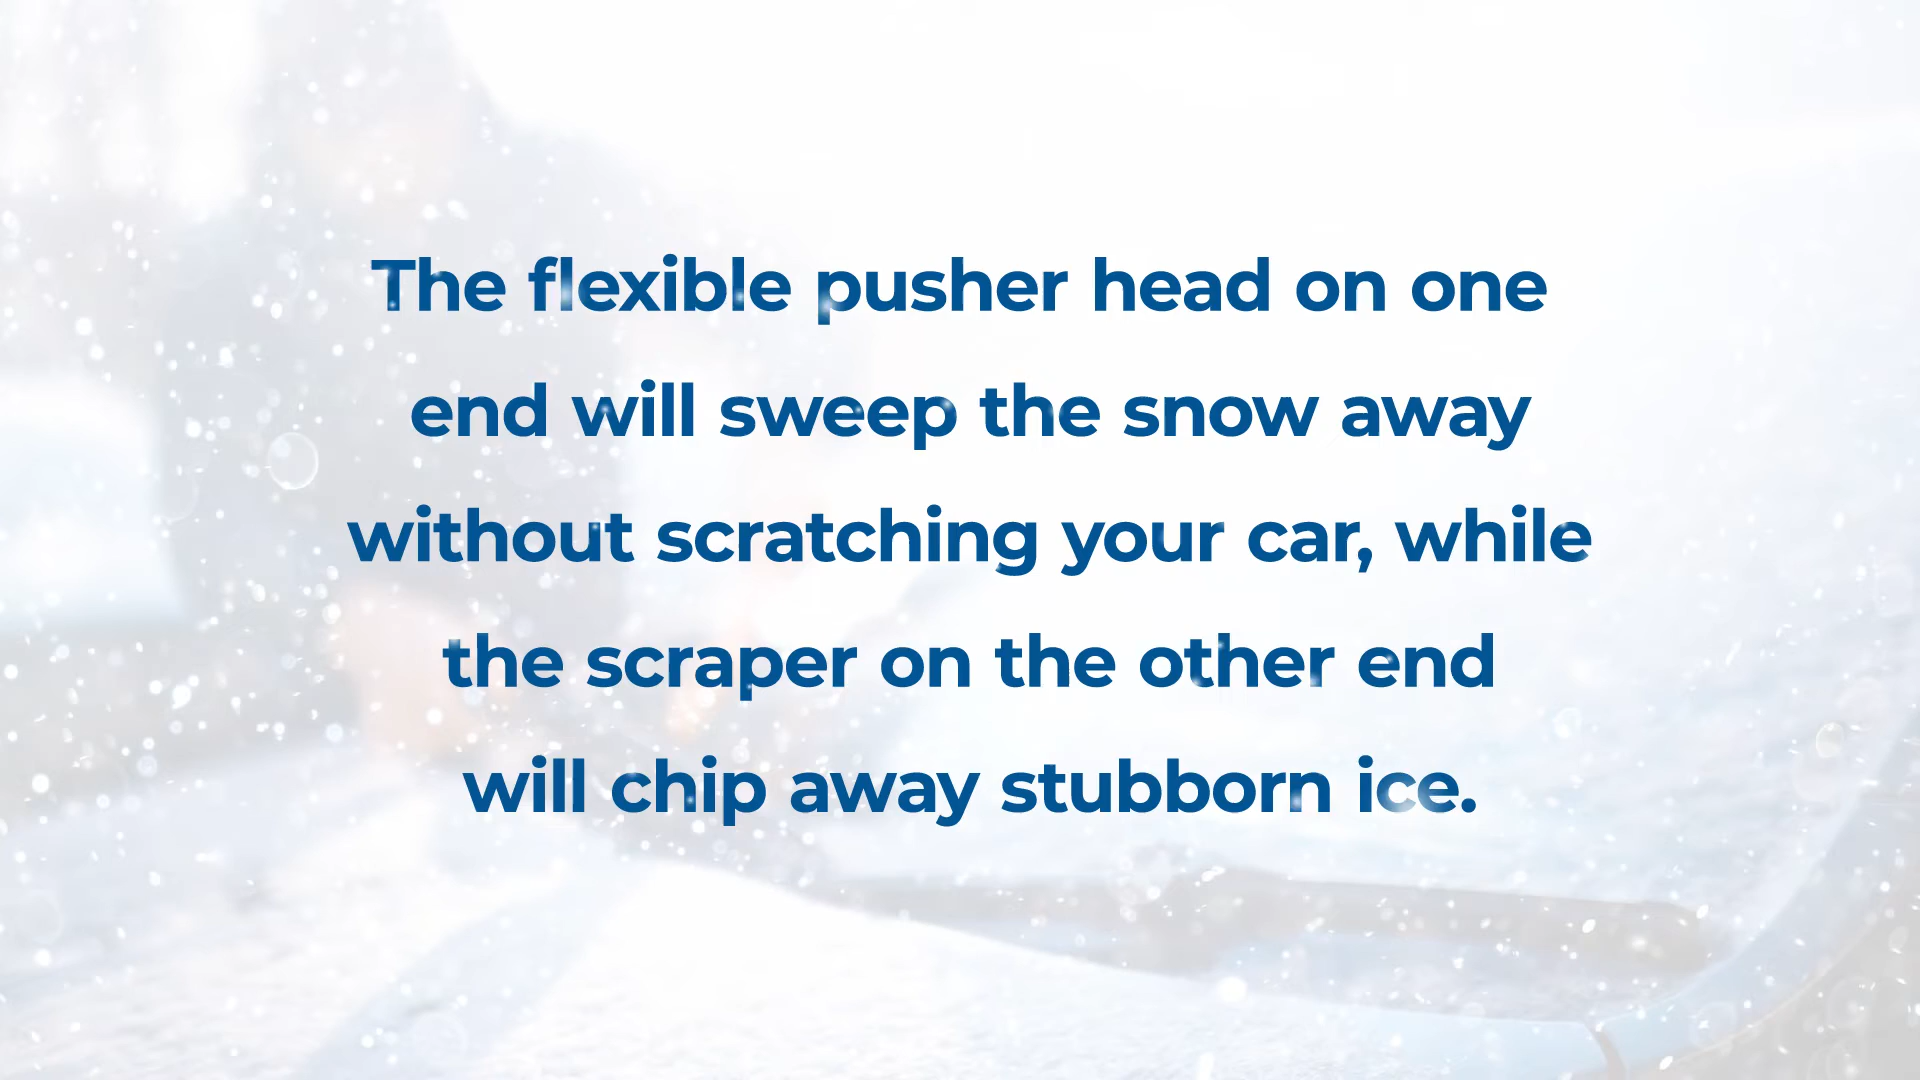 The flexible pusher head on one
end will sweep the snow away
without scratching your car, while
the scraper on the other end
will chip away stubborn ice.